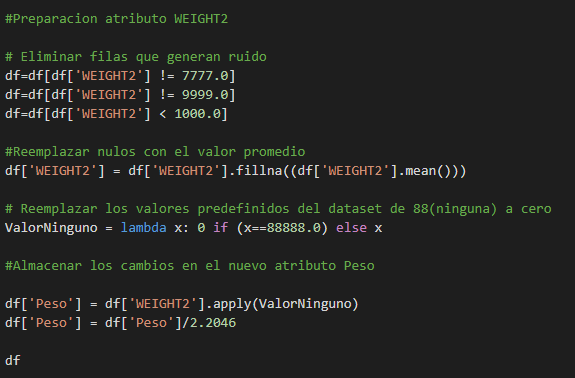 #Preparacion atributo WEIGHT2
# Eliminar filas que generan ruido
df=df[df['WEIGHT2'] != 7777.0]
df=df[df['WEIGHT2'] != 9999.0]
df=df[df['WEIGHT2'] < 1000.0]
#Reemplazar nulos con el valor promedio
df['WEIGHT2'] = df['WEIGHT2'].fillna((df['WEIGHT2'].mean()))
# Reemplazar los valores predefinidos del dataset de 88(ninguna) a cero
ValorNinguno = lambda x: 0 if (x==88888.0) else x
#Almacenar los cambios en el nuevo atributo Peso
df['Peso'] = df['WEIGHT2'].apply(ValorNinguno)
df['Peso'] = df['Peso']/2.2046
df